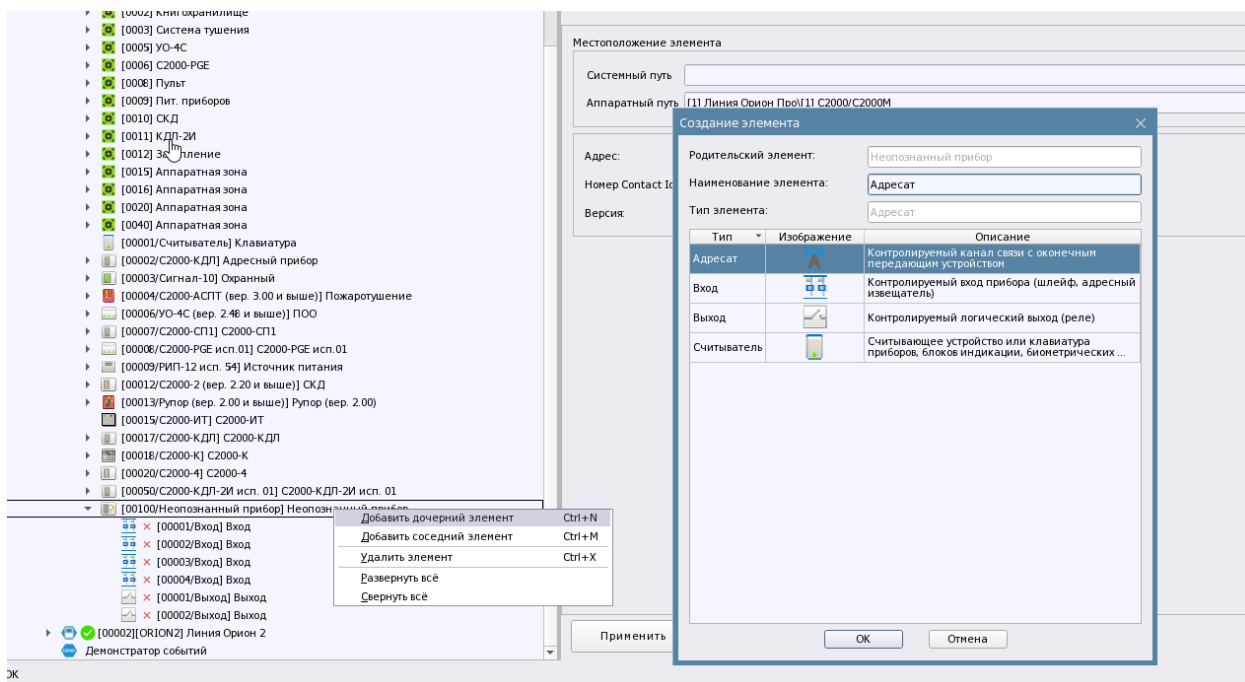 [0002] Книгохранилище
[0003] Система тушения
[0005] УО-4С
[0006] С2000-PGE
[0008] Пульт
[0009] Пит. приборов
[0010] СКД
[0011] КДЛ-2И
[0015] Аппаратная зона
[0016] Аппаратная зона
[0020] Аппаратная зона
[0040] Аппаратная зона
[00001/Считыватель] Клавиатура
[00002/С2000-КДЛ] Адресный прибор
[00003/Сигнал-10] Охранный
[00004/С2000-АСПТ (вер. 3.00 и выше)] Пожаротушение
[00006/УО-4С (вер. 2.48 и выше)] ПОО
[00007/С2000-СП1] С2000-СП1
[00008/С2000-PGE исп.01] С2000-PGE исп.01
[00009/РИП-12 исп. 54] Источник питания
[00012/С2000-2 (вер. 2.20 и выше)] СКД
[00013/Рупор (вер. 2.00 и выше)] Рупор (вер. 2.00)
[00015/С2000-ИТ] С2000-ИТ
[00017/С2000-КДЛ] С2000-КДЛ
[00018/С2000-К] С2000-К
[00020/С2000-4] С2000-4
[00050/С2000-КДЛ-2И исп. 01] С2000-КДЛ-2И исп. 01
[00100/Неопознанный прибор] Неопознанный прибор
[00001/Вход] Вход
[00002/Вход] Вход
[00003/Вход] Вход
[00004/Вход] Вход
[00001/Выход] Выход
[00002/Выход] Выход
[00002][ORION2] Линия Орион 2
DEMO Демонстратор событий
ОК
Добавить дочерний элемент Ctrl+N
Добавить соседний элемент Ctrl+M
Удалить элемент Ctrl+X
Развернуть всё
Свернуть всё
Местоположение элемента
Системный путь
Аппаратный путь [1] Линия Орион Про\[1] С2000/С2000М
Адрес:
Номер Contact Id
Версия:
Применить
Создание элемента
Родительский элемент: Неопознанный прибор
Наименование элемента: Адресат
Тип элемента: Адресат
Тип Изображение Описание
Адресат Контролируемый канал связи с оконечным
передающим устройством
Вход Контролируемый вход прибора (шлейф, адресный
извещатель)
Выход Контролируемый логический выход (реле)
Считыватель Считывающее устройство или клавиатура
приборов, блоков индикации, биометрических ...
ОК Отмена